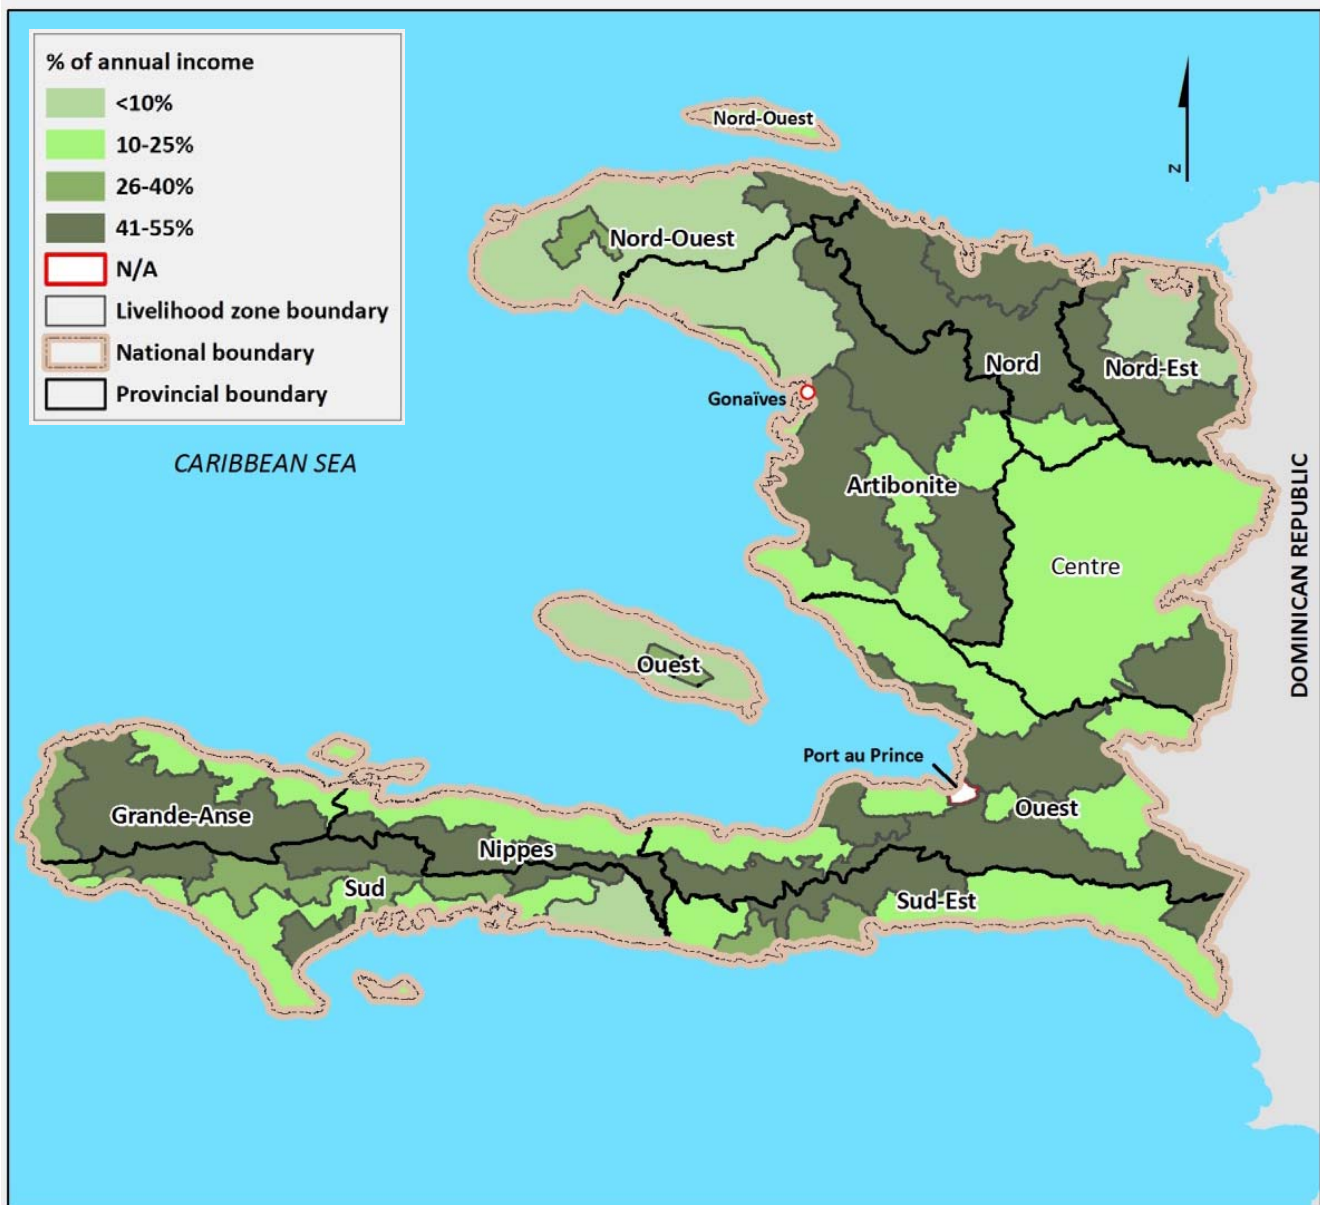 % of annual income
<10%
10-25%
26-40%
41-55%
N/A
Livelihood zone boundary
National boundary
Provincial boundary
CARIBBEAN SEA
Nord-Ouest
Z
Nord-Ouest
Nord
Nord-Est
Gonaïves
Artibonite
Centre
DOMINICAN REPUBLIC
Ouest
Port au Prince
Ouest
Grande-Anse
Nippes
Sud
Sud-Est